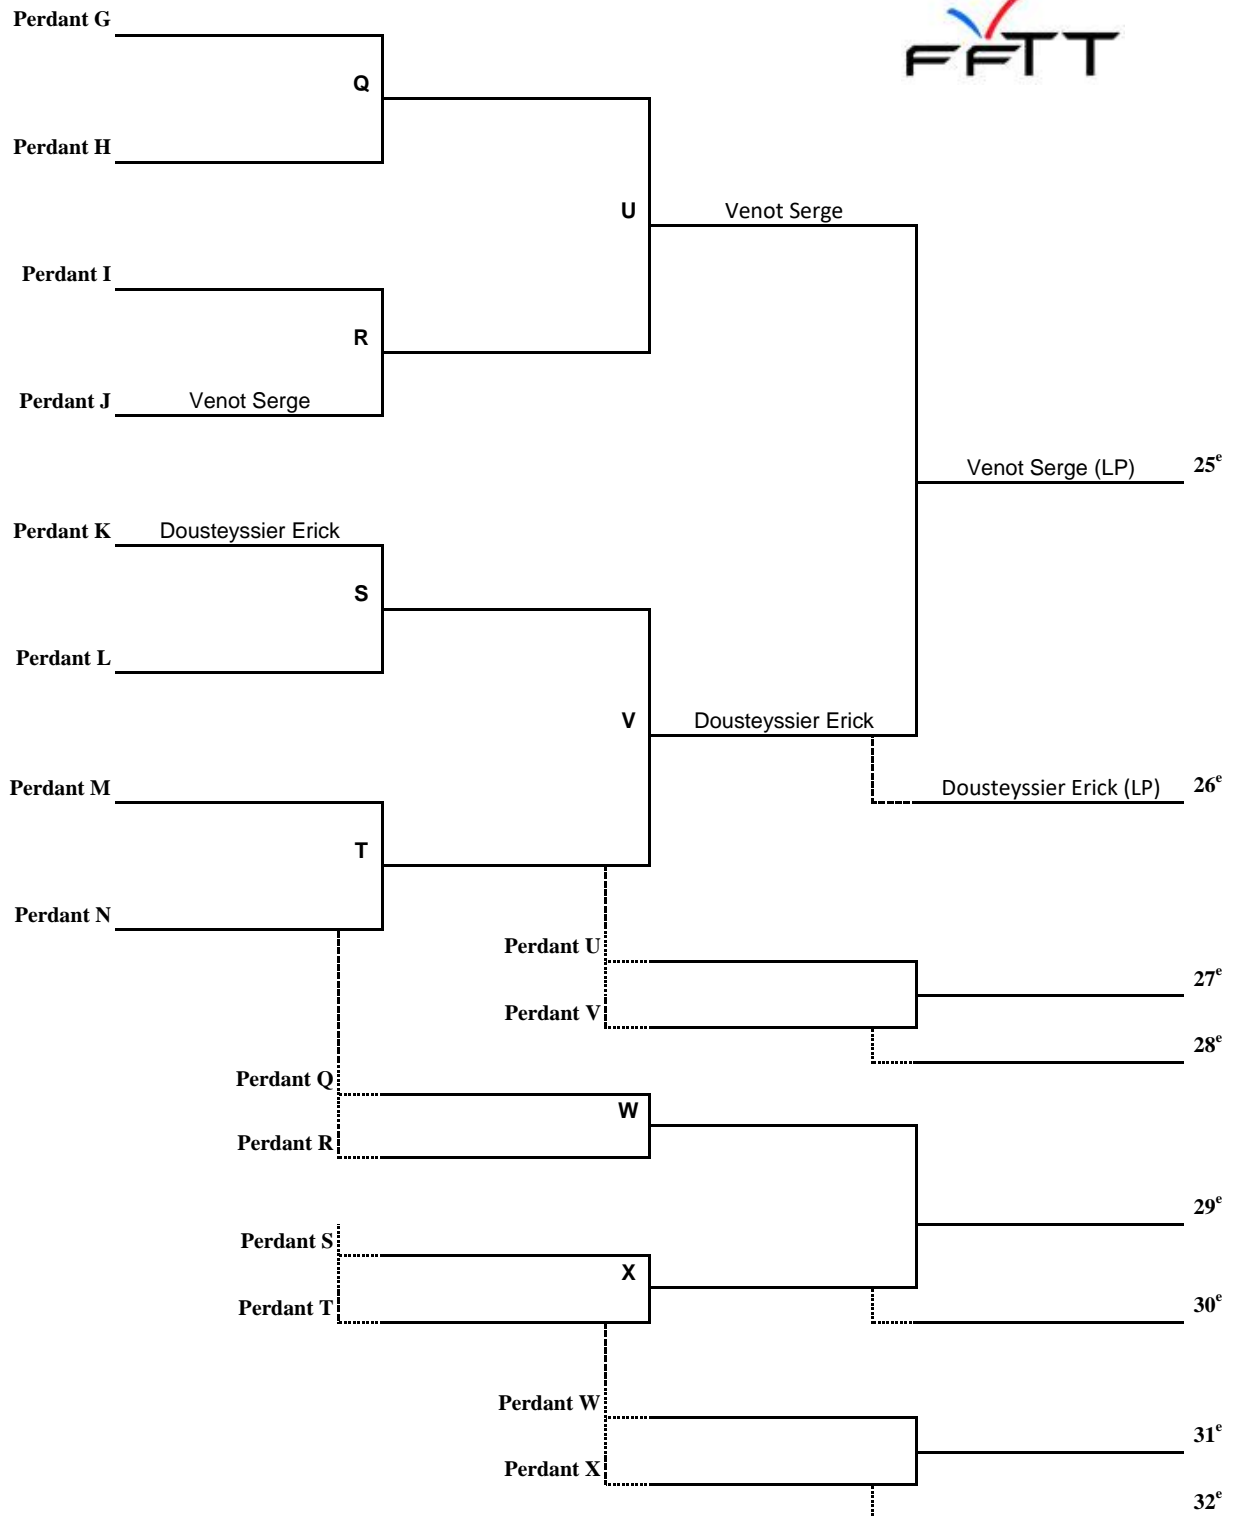 Perdant G
FFTT
Q
Perdant H
U
Venot Serge
Perdant I
R
Perdant J
Venot Serge
Venot Serge (LP)
25e
Perdant K
Dousteyssier Erick
S
Perdant L
V
Dousteyssier Erick
Perdant M
Dousteyssier Erick (LP)
26e
T
Perdant N
Perdant U
27e
Perdant V
28e
Perdant Q
W
Perdant R
29e
Perdant S
X
Perdant T
30e
Perdant W
31e
Perdant X
32e